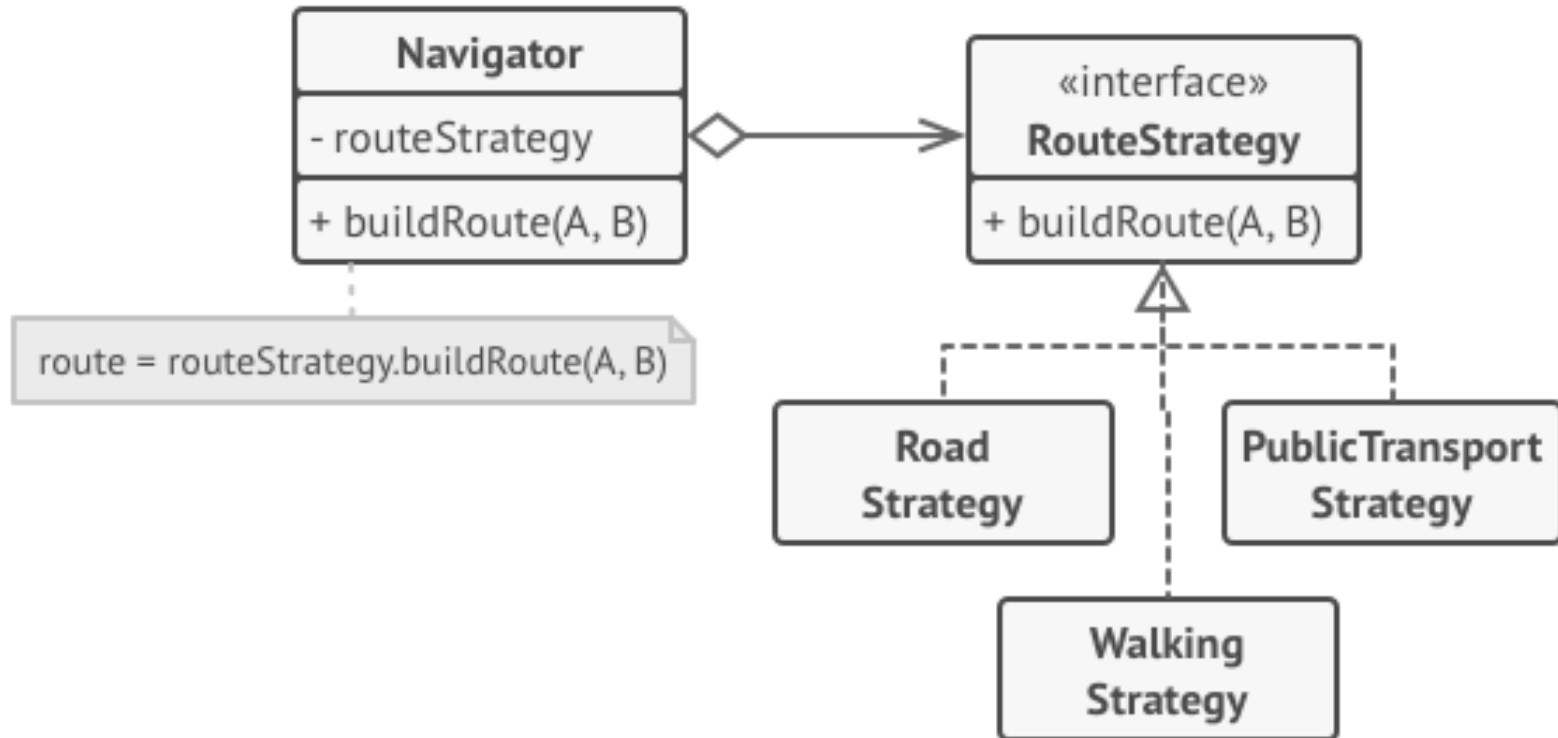 Navigator
- routeStrategy
+ buildRoute(A, B)
route = routeStrategy.buildRoute(A, B)
«interface»
RouteStrategy
+ buildRoute(A, B)
Road
Strategy
PublicTransport
Strategy
Walking
Strategy